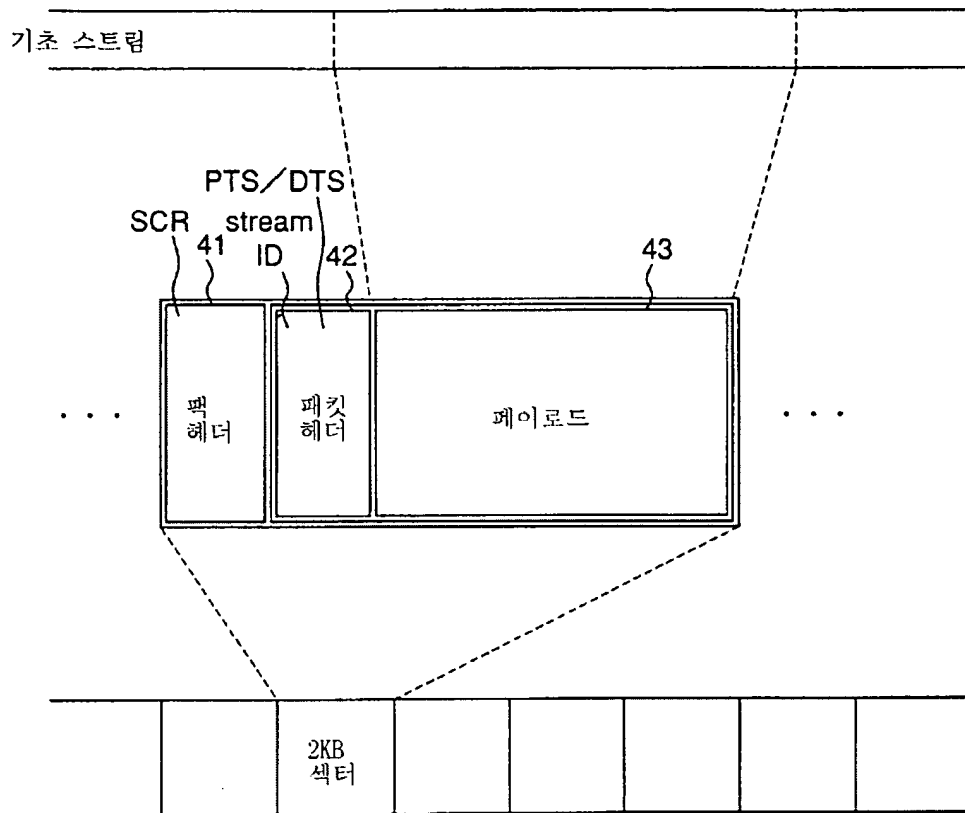 기초 스트림
PTS/DTS
SCR
stream
ID
41
42
43
팩
헤더
패킷
헤더
페이로드
2KB
섹터